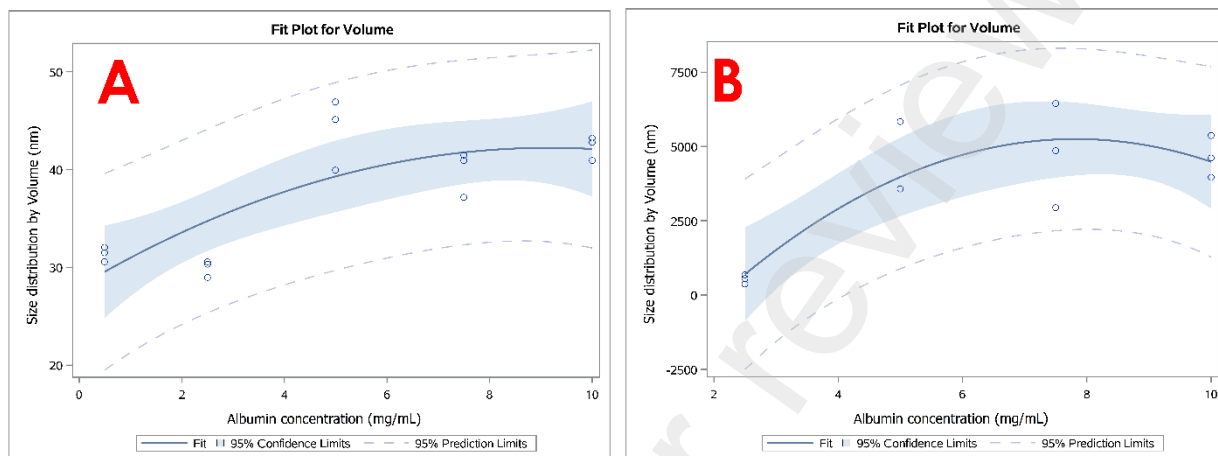 Fit Plot for Volume
A
Size distribution by Volume (nm)
50
40
30
20
0 2 4 6 8 10
Albumin concentration (mg/mL)
Fit 95% Confidence Limits 95% Prediction Limits
Fit Plot for Volume
B
Size distribution by Volume (nm)
7500
5000
2500
0
-2500
2 4 6 8 10
Albumin concentration (mg/mL)
Fit 95% Confidence Limits 95% Prediction Limits
review